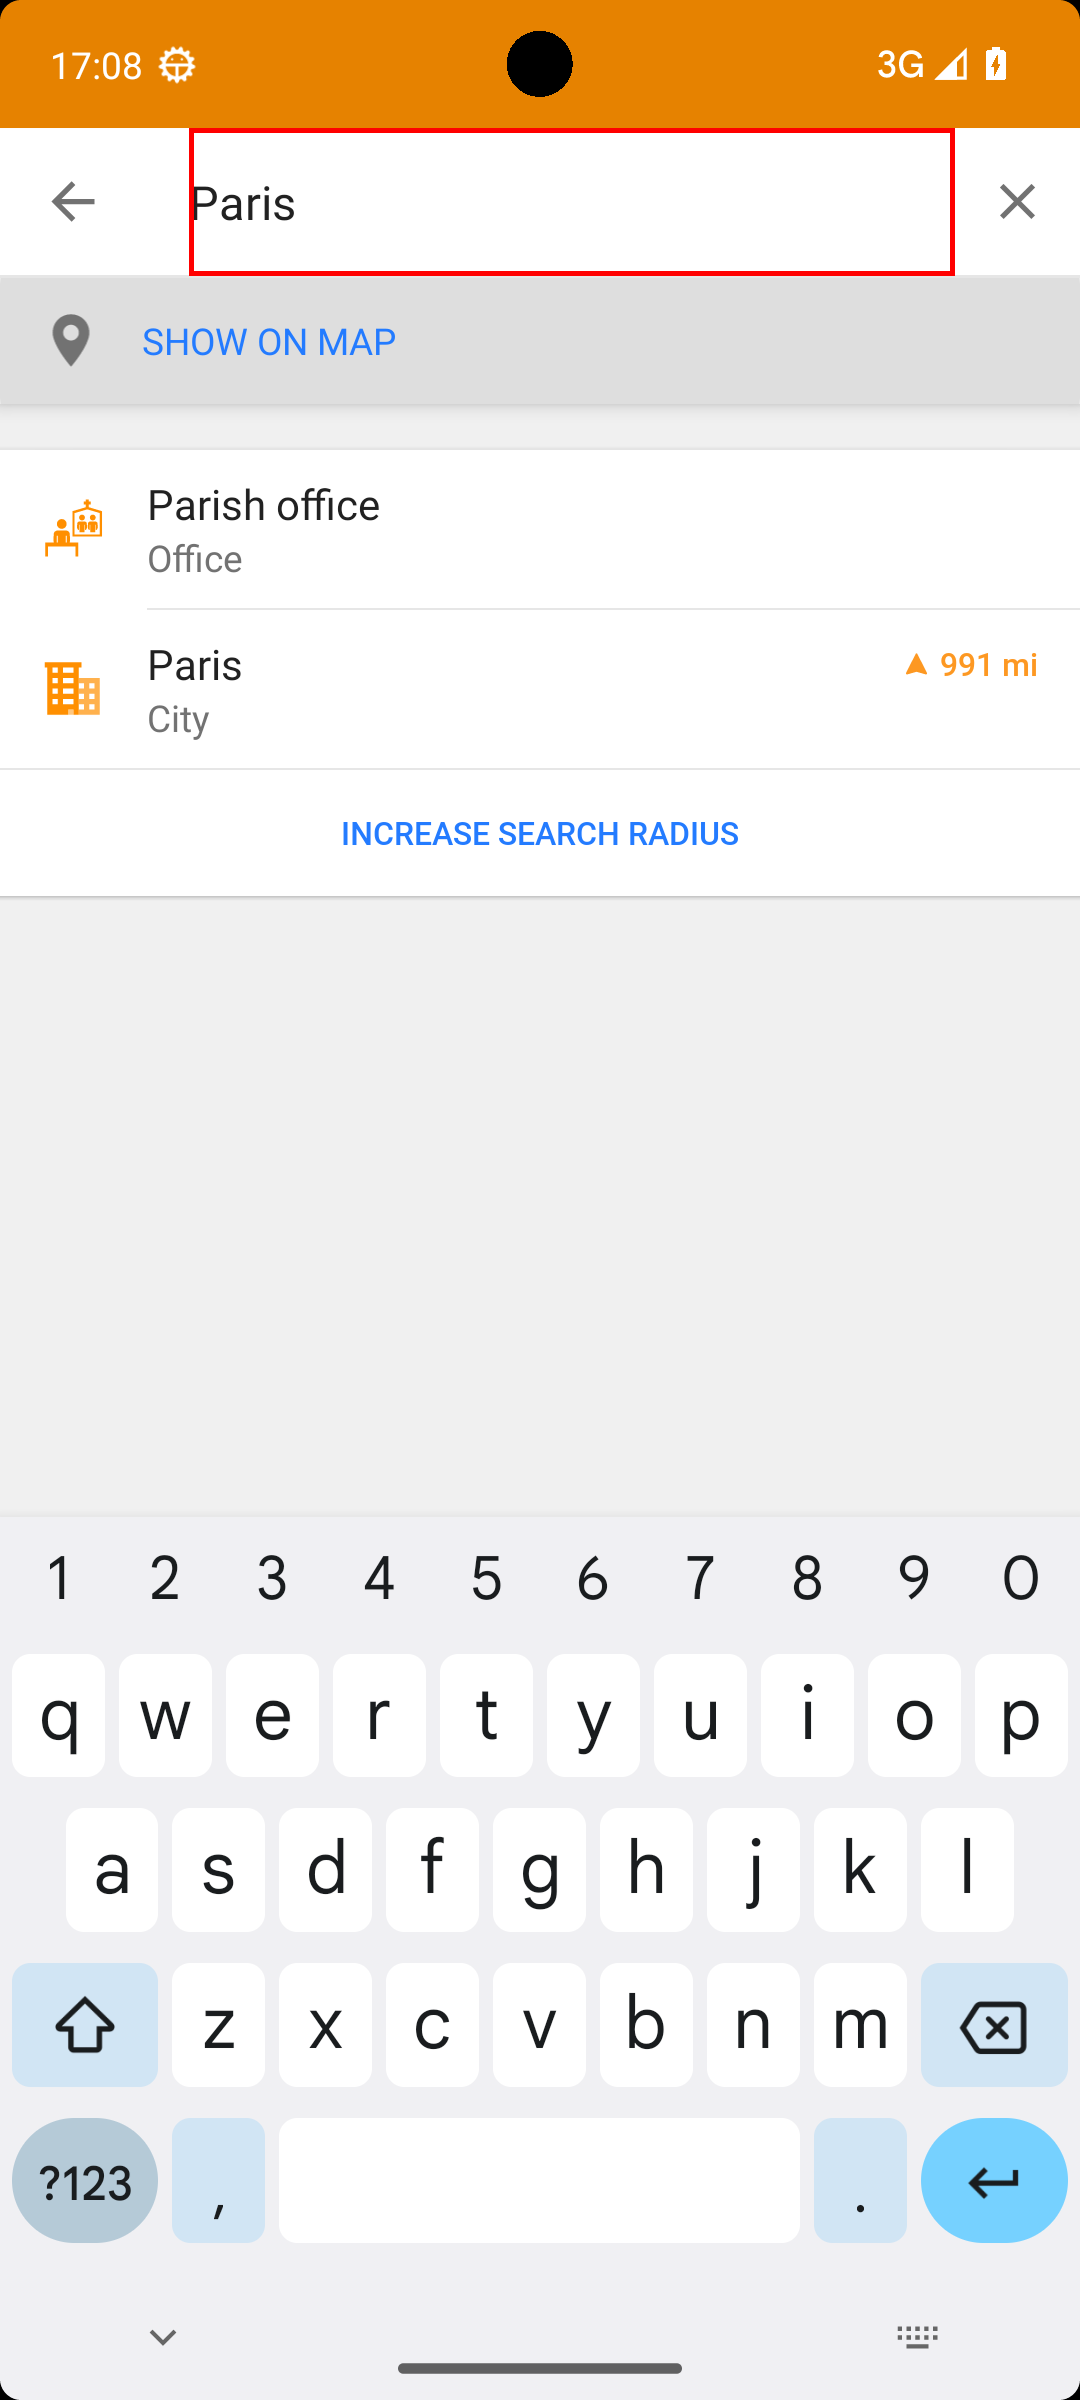 17:08 3G
Paris
SHOW ON MAP
Parish office
Office
Paris 991 mi
City
INCREASE SEARCH RADIUS
1 2 3 4 5 6 7 8 9 0
q w e r t y u i o p
a s d f g h j k l
z x c v b n m
?123 , .